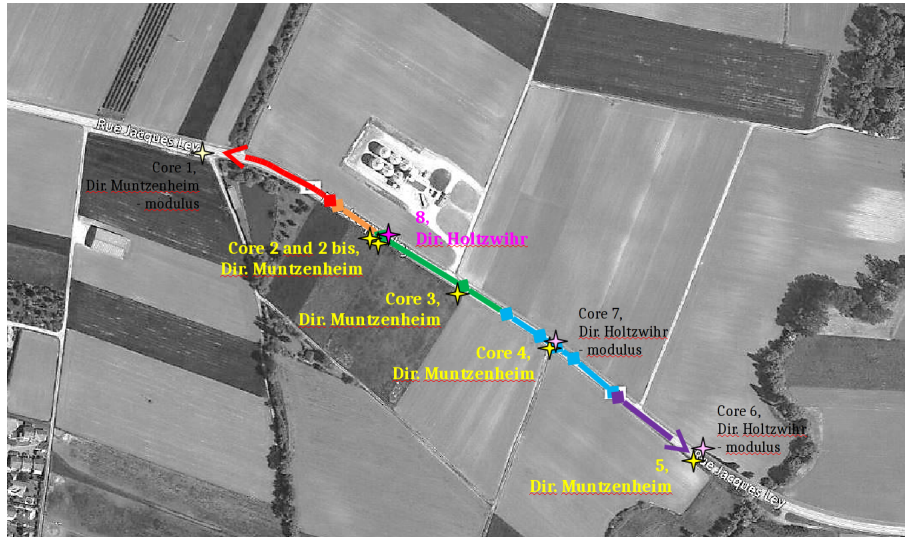 Rue Jacques Ley
Core 1,
Dir. Muntzenheim
- modulus
8,
Dir. Holtzwihr
Core 2 and 2 bis,
Dir. Muntzenheim
Core 3,
Dir. Muntzenheim
Core 7,
Dir. Holtzwihr
- modulus
Core 4,
Dir. Muntzenheim
Core 6,
Dir. Holtzwihr
- modulus
5,
Dir. Muntzenheim
Rue Jacques Ley